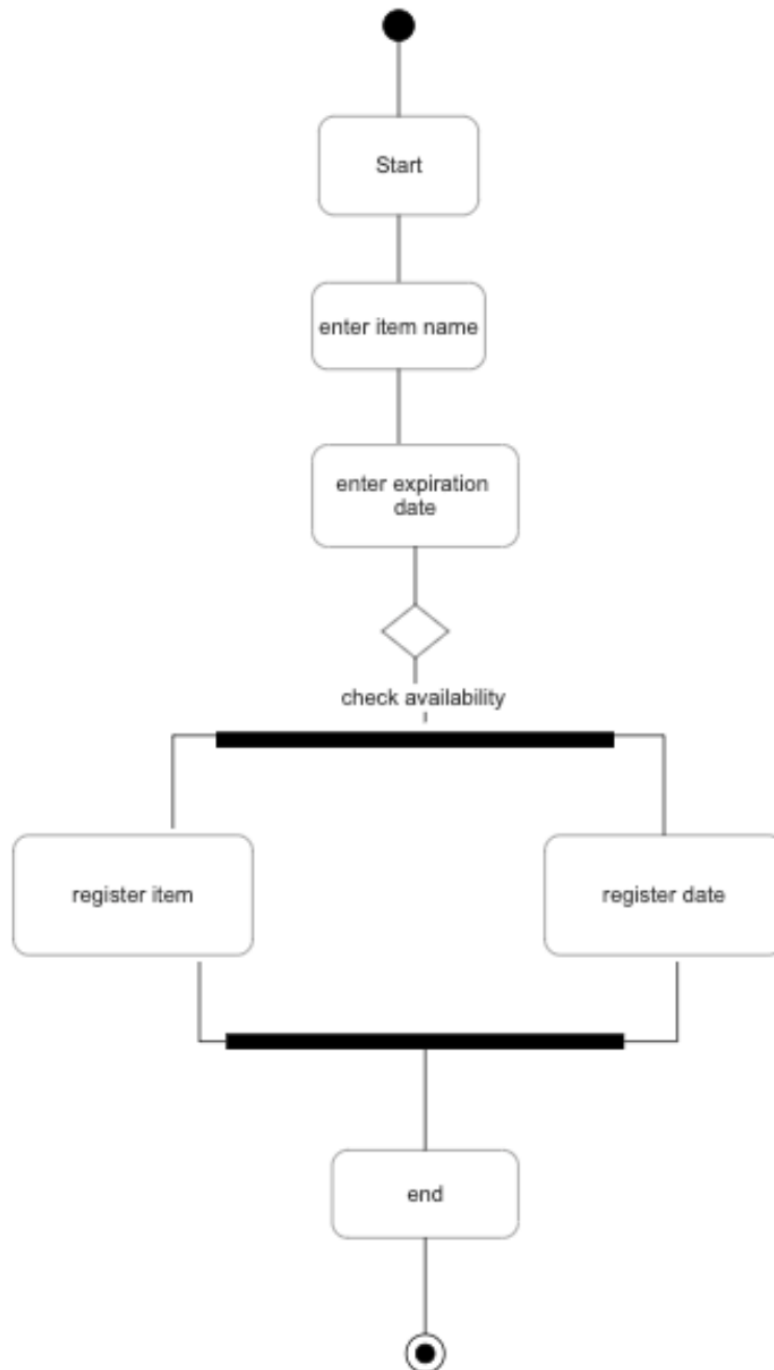 Start
enter item name
enter expiration
date
check availability
register item
register date
end